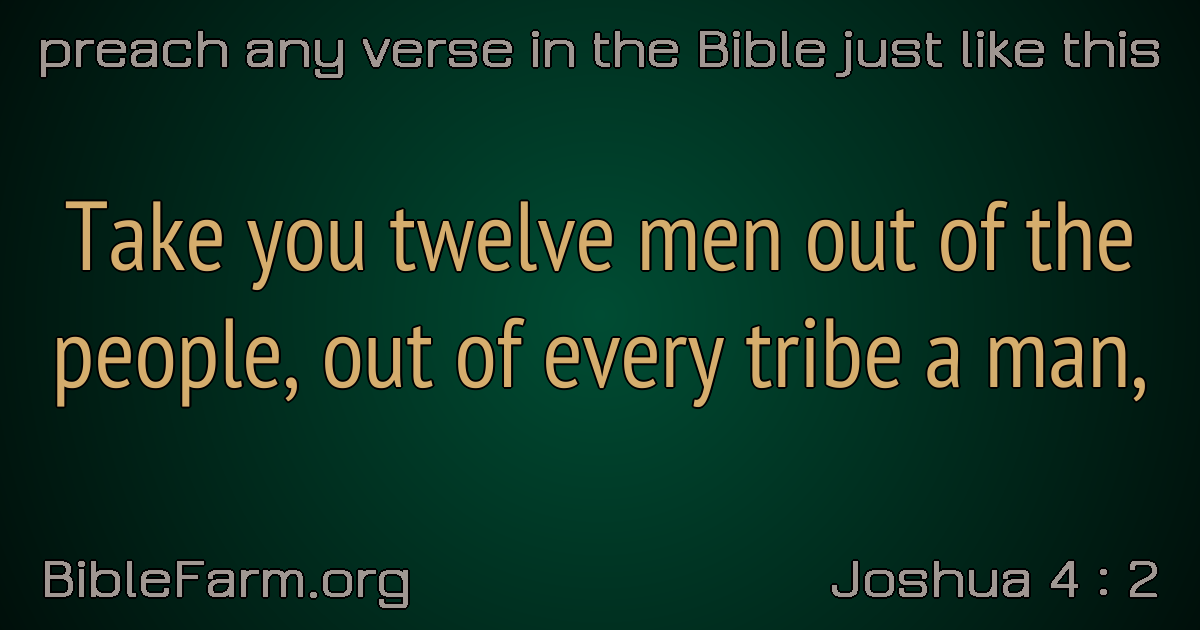 preach any verse in the Bible just like this
Take you twelve men out of the
people, out of every tribe a man,
BibleFarm.org
Joshua 4 : 2